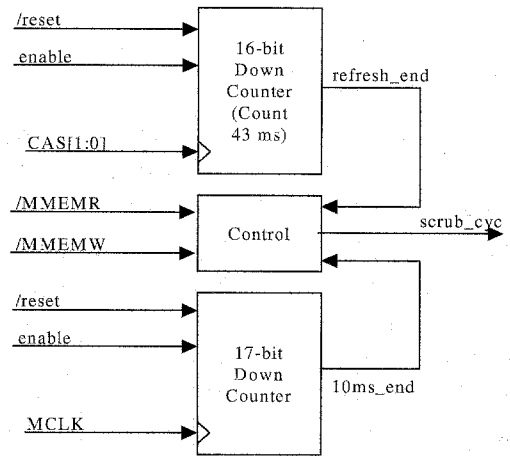 /reset
enable
CAS[1:0]
16-bit
Down
Counter
(Count
43 ms)
refresh_end
/MMEMR
/MMEMW
Control
scrub_cyc
/reset
enable
MCLK
17-bit
Down
Counter
10ms_end